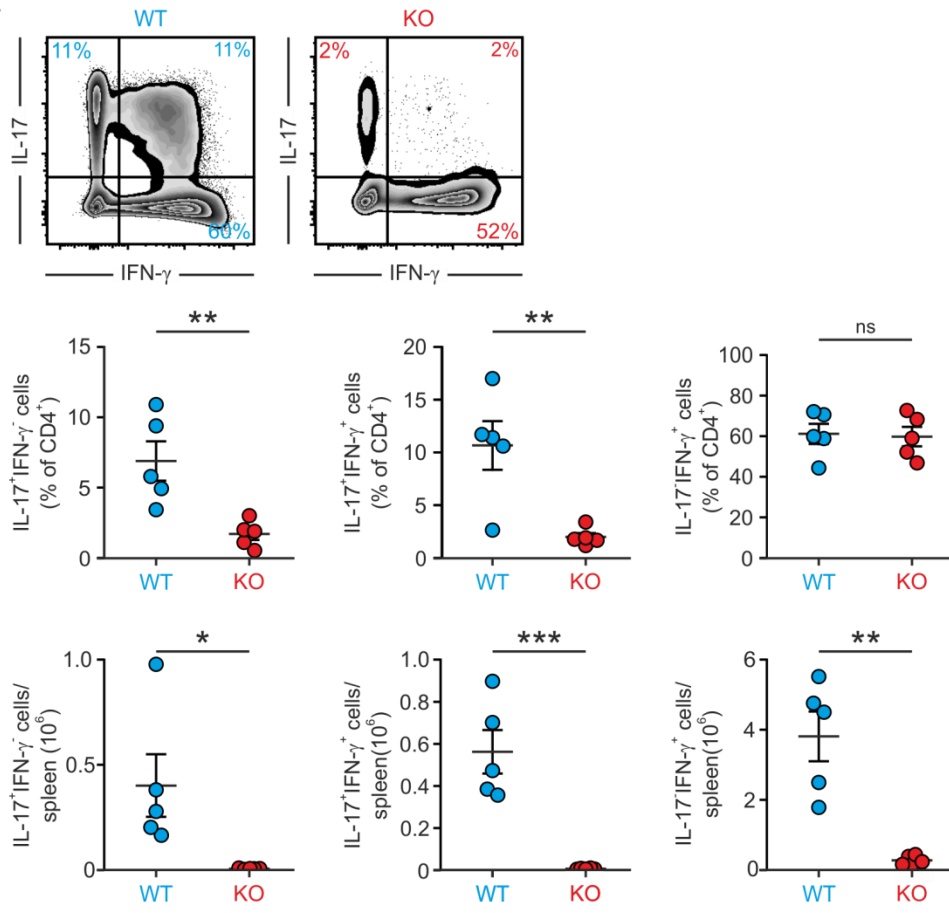 WT
KO
11%
11%
60%
2%
2%
52%
IL-17
IL-17
IFN-γ
IFN-γ
**
**
ns
IL-17⁺IFN-γ⁻ cells
(% of CD4⁺)
15
10
5
0
WT
KO
IL-17⁺IFN-γ⁺ cells
(% of CD4⁺)
20
15
10
5
0
WT
KO
IL-17⁻IFN-γ⁺ cells
(% of CD4⁺)
100
80
60
40
20
0
WT
KO
*
***
**
IL-17⁺IFN-γ⁻ cells/
spleen (10⁶)
1.0
0.5
0
WT
KO
IL-17⁺IFN-γ⁺ cells/
spleen(10⁶)
1.0
0.8
0.6
0.4
0.2
0
WT
KO
IL-17⁻IFN-γ⁺ cells/
spleen(10⁶)
6
4
2
0
WT
KO